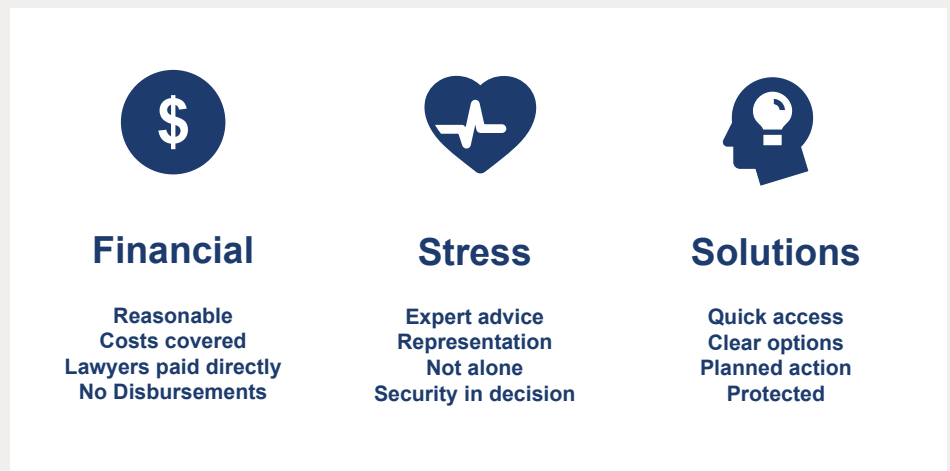 $
Financial
Reasonable
Costs covered
Lawyers paid directly
No Disbursements
Stress
Expert advice
Representation
Not alone
Security in decision
Solutions
Quick access
Clear options
Planned action
Protected